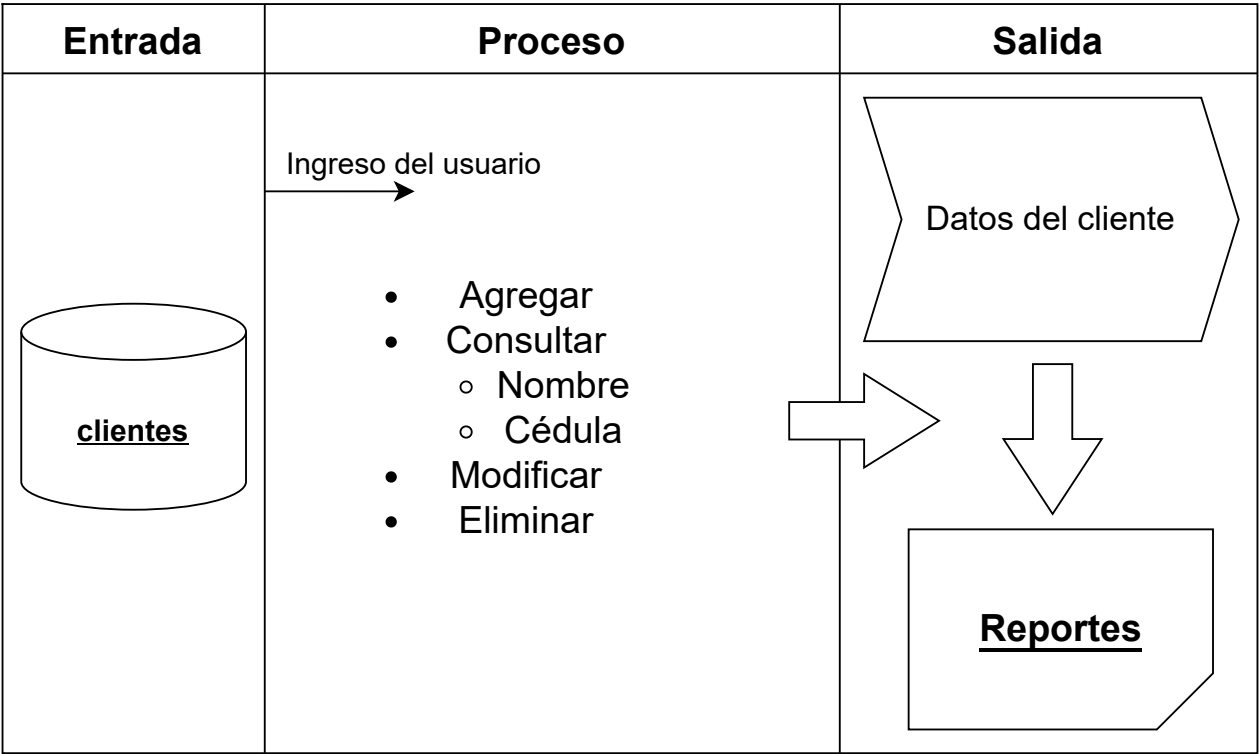 Entrada
Proceso
Salida
clientes
Ingreso del usuario
Agregar
Consultar
Nombre
Cédula
Modificar
Eliminar
Datos del cliente
Reportes